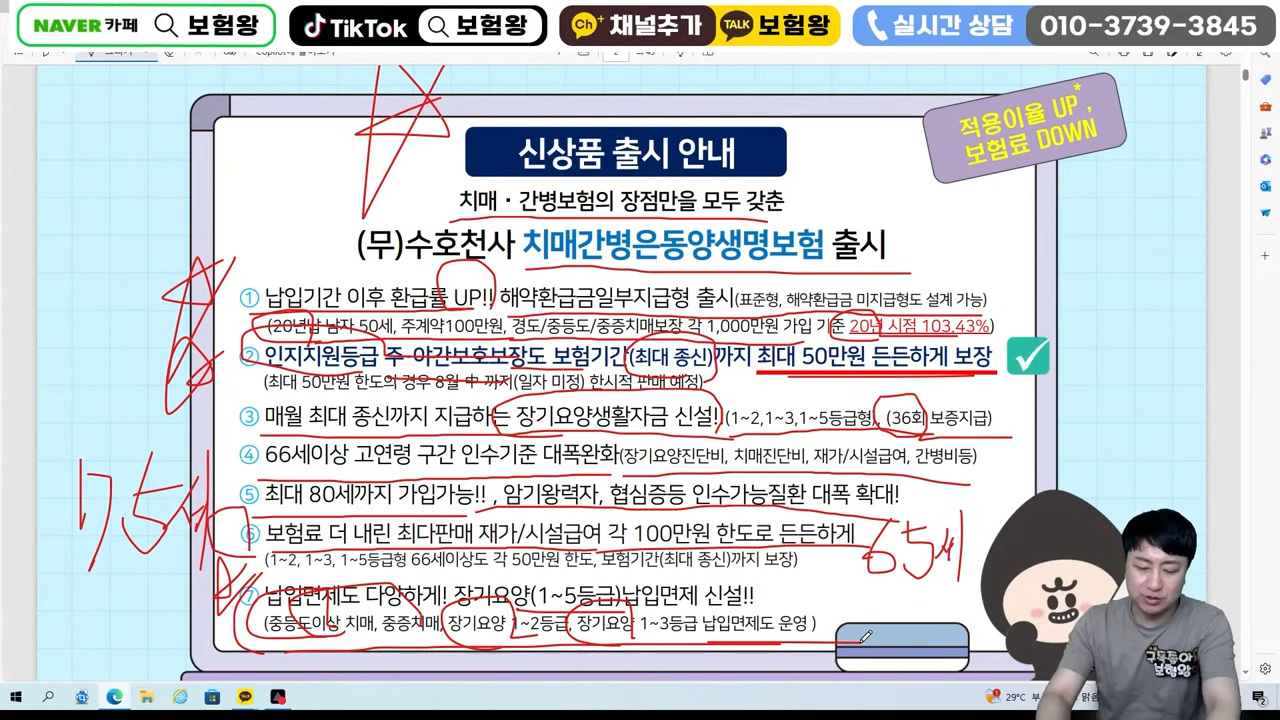 NAVER 카페 보험왕 TikTok 보험왕 Ch+ 채널추가 TALK 보험왕 실시간 상담 010-3739-3845
적용이율 UP*,
보험료 DOWN
신상품 출시 안내
치매·간병보험의 장점만을 모두 갖춘
(무)수호천사 치매간병은동양생명보험 출시
① 납입기간 이후 환급률 UP!! 해약환급금일부지급형 출시(표준형, 해약환급금 미지급형도 설계 가능)
(20년납 남자 50세, 주계약100만원, 경도/중등도/중증치매보장 각 1,000만원 가입 기준 20년 시점 103,43%)
② 인지지원등급 주·야간보호보장도 보험기간(최대 종신)까지 최대 50만원 든든하게 보장
(최대 50만원 한도의 경우 8월 中 까지(일자 미정) 한시적 판매 예정)
③ 매월 최대 종신까지 지급하는 장기요양생활자금 신설!!(1~2,1~3,1~5등급형), (36회 보증지급)
④ 66세이상 고연령 구간 인수기준 대폭완화(장기요양진단비, 치매진단비, 재가/시설급여, 간병비등)
75세
⑤ 최대 80세까지 가입가능!! , 암기왕력자, 협심증등 인수가능질환 대폭 확대!
⑥ 보험료 더 내린 최다판매 재가/시설급여 각 100만원 한도로 든든하게
65세
(1~2, 1~3, 1~5등급형 66세이상도 각 50만원 한도, 보험기간(최대 종신)까지 보장)
⑦ 납입면제도 다양하게! 장기요양(1~5등급)납입면제 신설!!
(중등도이상 치매, 중증치매, 장기요양 1~2등급, 장기요양 1~3등급 납입면제도 운영 )
구독좋아
보험왕
29°C